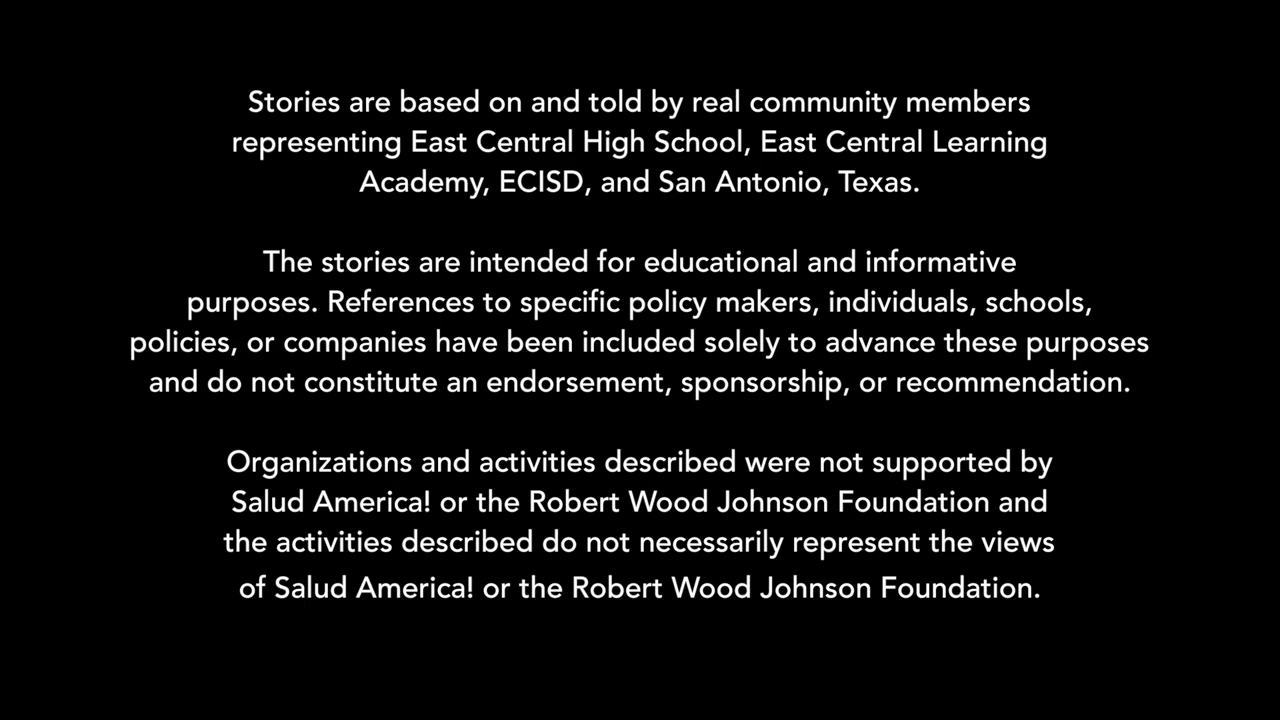 Stories are based on and told by real community members
representing East Central High School, East Central Learning
Academy, ECISD, and San Antonio, Texas.
The stories are intended for educational and informative
purposes. References to specific policy makers, individuals, schools,
policies, or companies have been included solely to advance these purposes
and do not constitute an endorsement, sponsorship, or recommendation.
Organizations and activities described were not supported by
Salud America! or the Robert Wood Johnson Foundation and
the activities described do not necessarily represent the views
of Salud America! or the Robert Wood Johnson Foundation.